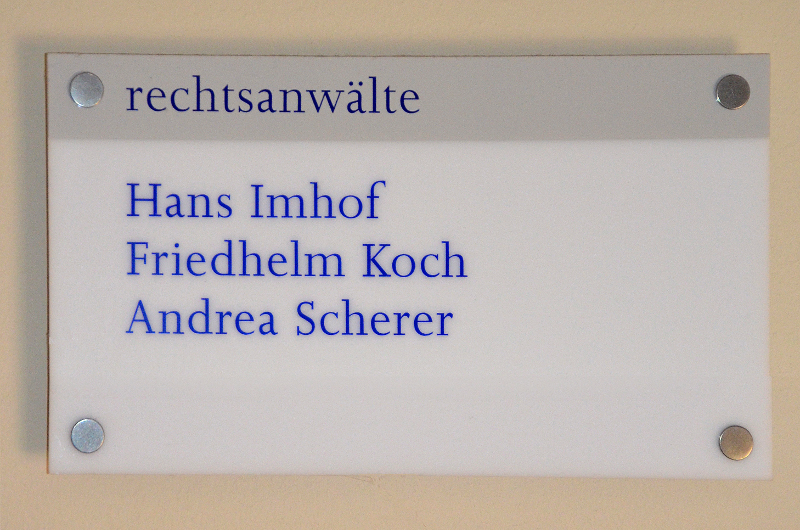 rechtsanwälte
Hans Imhof
Friedhelm Koch
Andrea Scherer